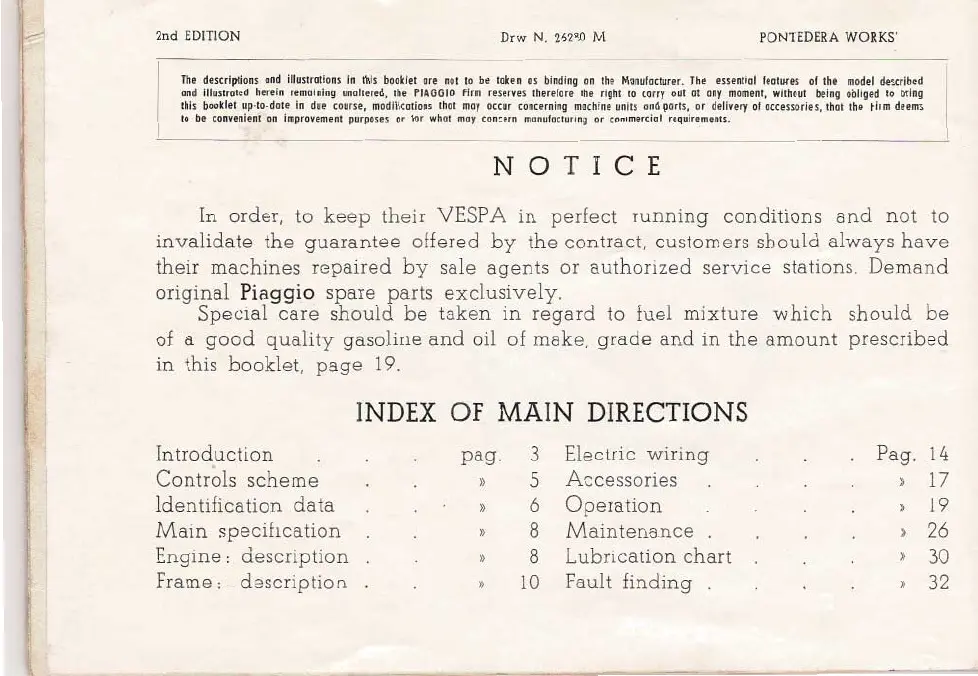 2nd EDITION Drw N. M PONTEDERA WORKS'
The descriptions and illustrations in this booklet are not to be taken as binding on the Manufacturer. The essential features of the model described
and illustrated herein remaining unaltered, the PIAGGIO Firm reserves therefore the right to carry out at any moment, without being obliged to bring
this booklet up-to-date in due course, modifications that may occur concerning machine units and parts, or delivery of accessories, that the Firm deems
to be convenient on improvement purposes or for what may concern manufacturing or commercial requirements.
NOTICE
In order, to keep their VESPA in perfect running conditions and not to
invalidate the guarantee offered by the contract, customers should always have
their machines repaired by sale agents or authorized service stations. Demand
original Piaggio spare parts exclusively.
Special care should be taken in regard to fuel mixture which should be
of a good quality gasoline and oil of make, grade and in the amount prescribed
in this booklet, page 19.
INDEX OF MAIN DIRECTIONS
Introduction . . . pag. 3 Electric wiring . . . Pag. 14
Controls scheme . . » 5 Accessories . . . . » 17
Identification data . . . » 6 Operation . . . . » 19
Main specification . . » 8 Maintenance . . . . » 26
Engine: description . . » 8 Lubrication chart . . . » 30
Frame: description . . » 10 Fault finding . . . . » 32